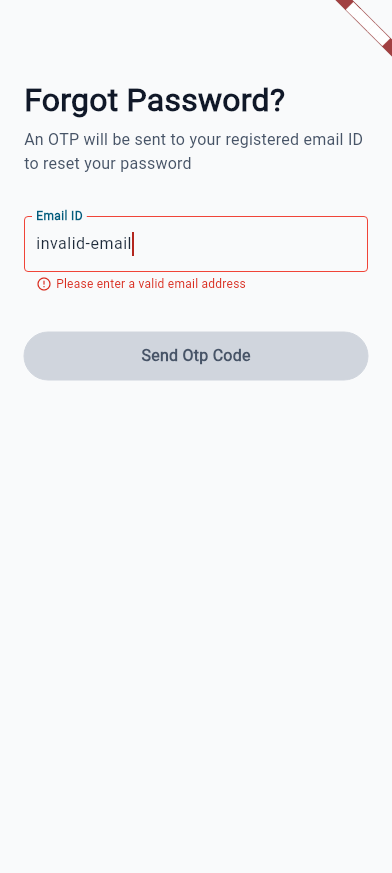 Forgot Password?
An OTP will be sent to your registered email ID
to reset your password
Email ID
invalid-email
Please enter a valid email address
Send Otp Code